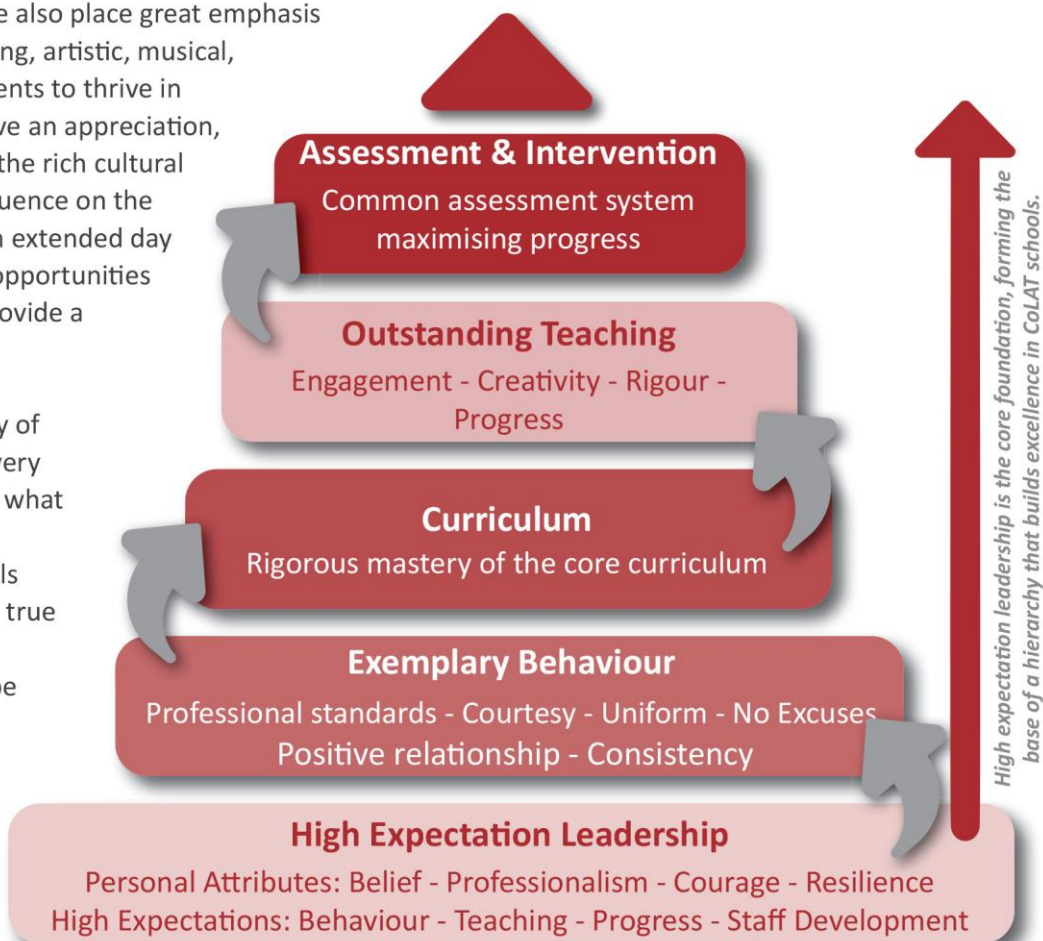 e also place great emphasis
ing, artistic, musical,
ents to thrive in
ve an appreciation,
the rich cultural
uence on the
n extended day
opportunities
ovide a
y of
very
what
ls
true
be
Assessment & Intervention
Common assessment system
maximising progress
Outstanding Teaching
Engagement - Creativity - Rigour -
Progress
Curriculum
Rigorous mastery of the core curriculum
Exemplary Behaviour
Professional standards - Courtesy - Uniform - No Excuses
Positive relationship - Consistency
High Expectation Leadership
Personal Attributes: Belief - Professionalism - Courage - Resilience
High Expectations: Behaviour - Teaching - Progress - Staff Development
High expectation leadership is the core foundation, forming the
base of a hierarchy that builds excellence in CoLAT schools.